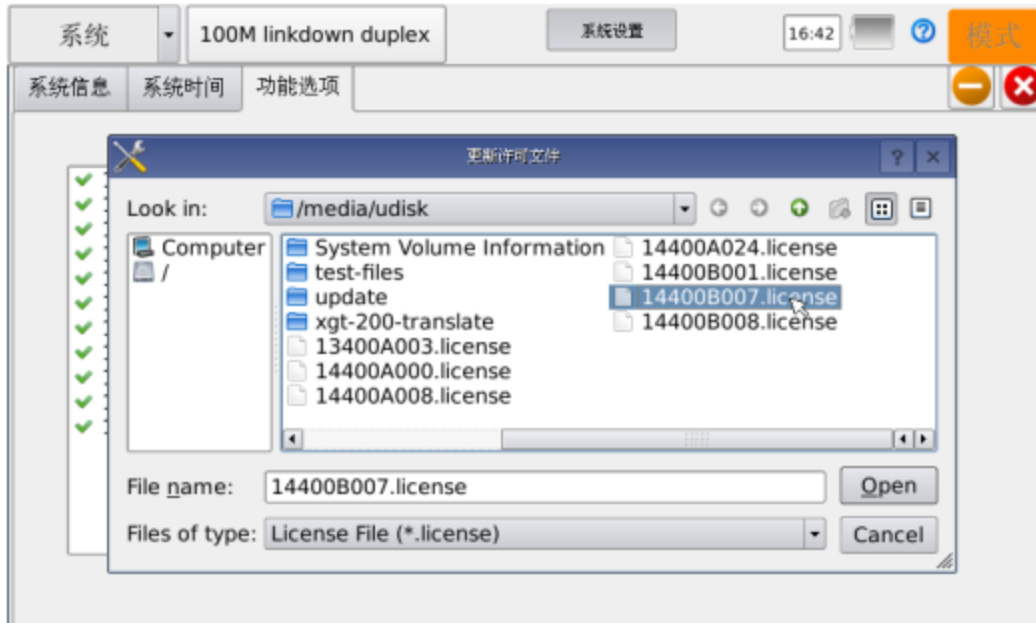 系统
100M linkdown duplex
系统设置
16:42
模式
系统信息
系统时间
功能选项
更新许可文件
Look in:
/media/udisk
Computer
/
System Volume Information
test-files
update
xgt-200-translate
13400A003.license
14400A000.license
14400A008.license
14400A024.license
14400B001.license
14400B007.license
14400B008.license
File name:
14400B007.license
Open
Files of type:
License File (*.license)
Cancel